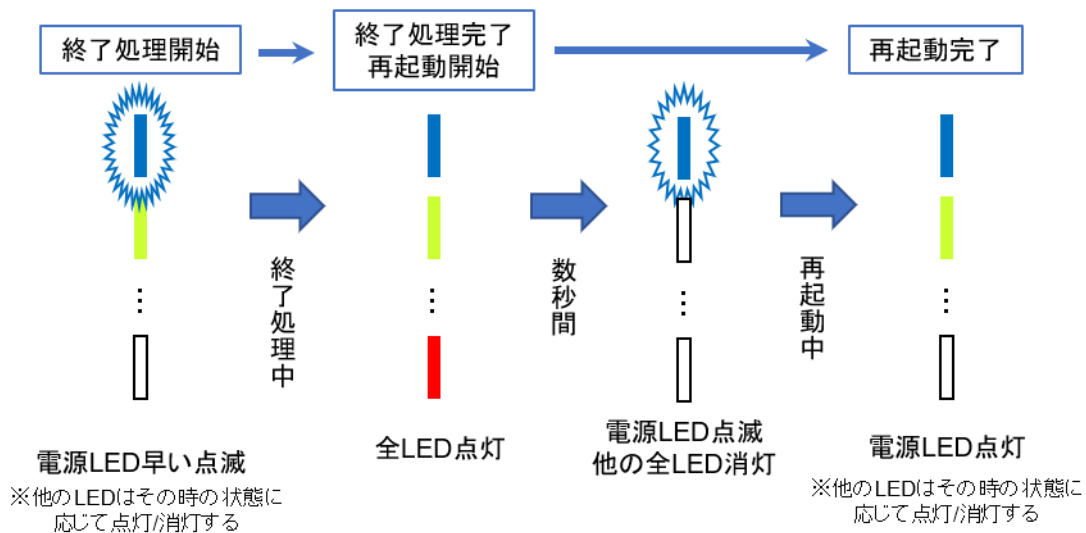 終了処理開始
終了処理完了
再起動開始
再起動完了
終了処理中
数秒間
再起動中
⋮
⋮
⋮
⋮
電源LED早い点滅
※他のLEDはその時の状態に
応じて点灯/消灯する
全LED点灯
電源LED点滅
他の全LED消灯
電源LED点灯
※他のLEDはその時の状態に
応じて点灯/消灯する